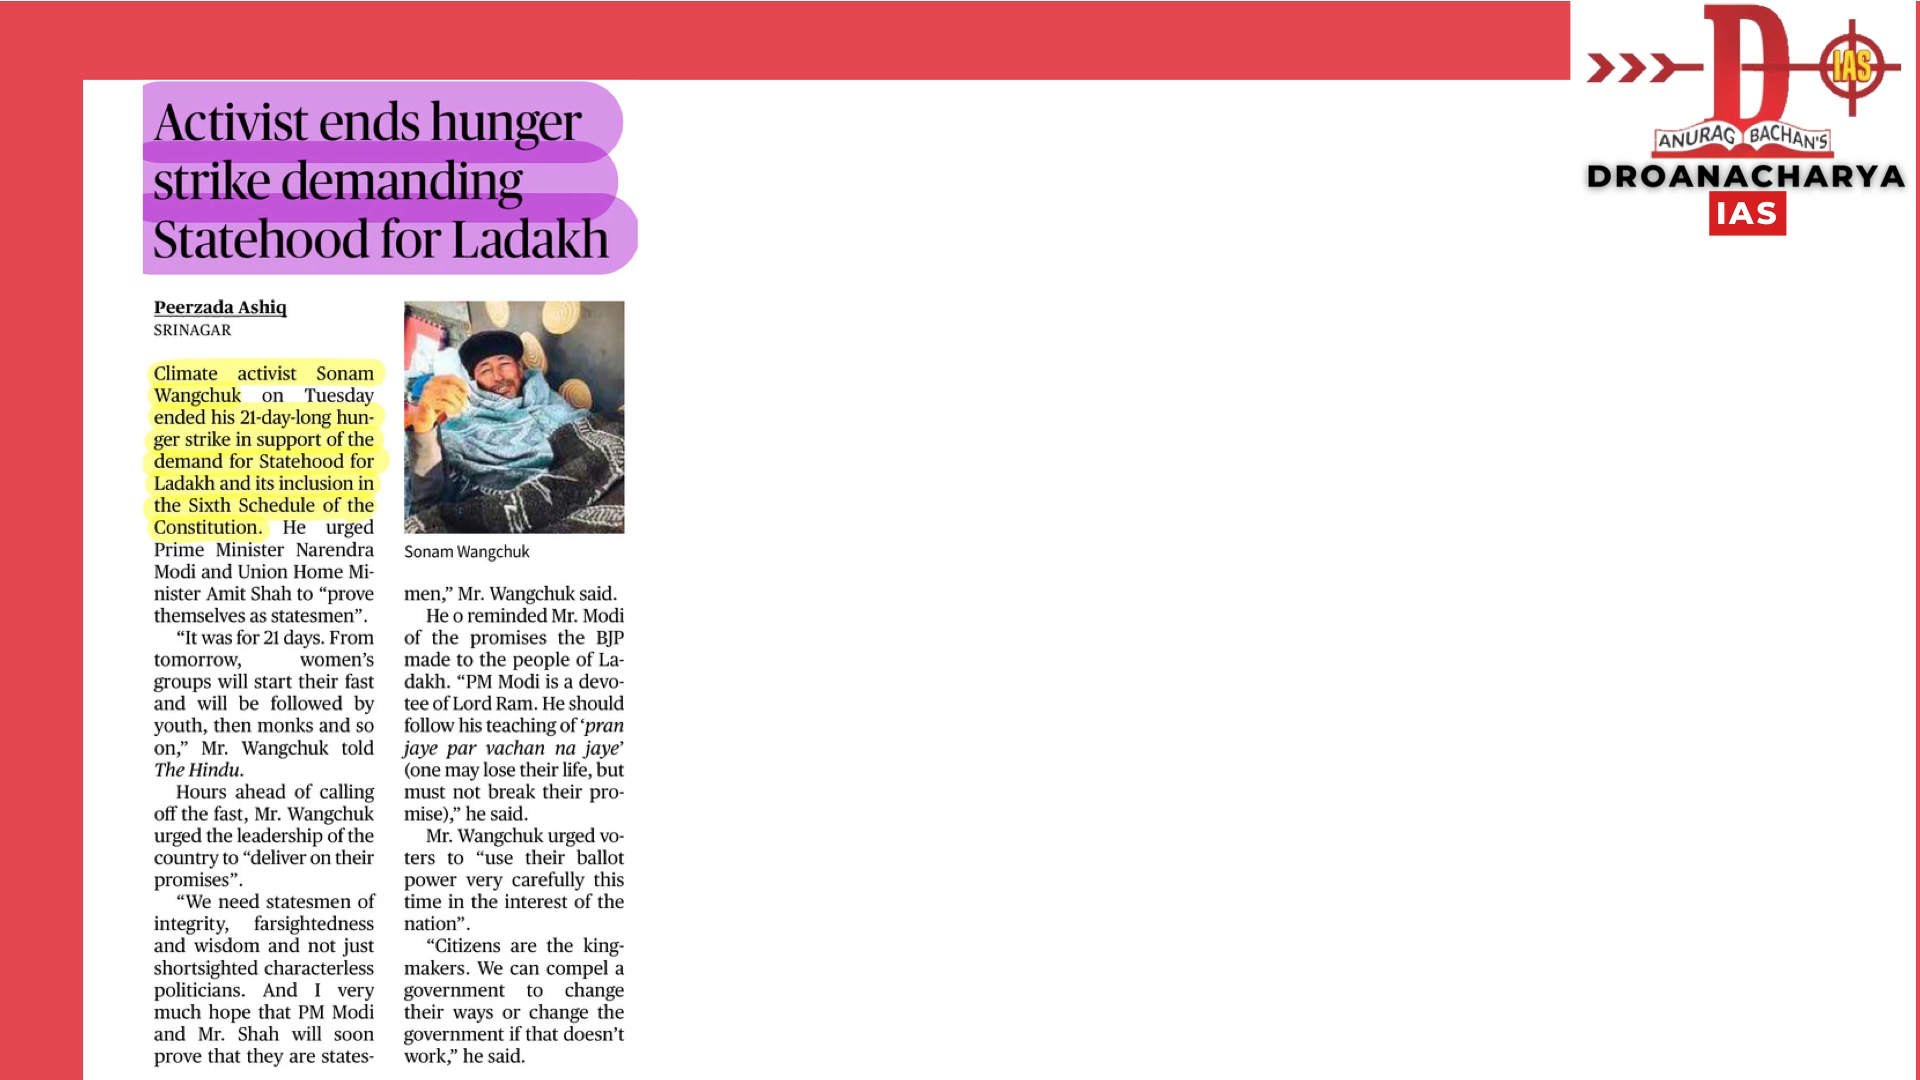 Activist ends hunger
strike demanding
Statehood for Ladakh
Peerzada Ashiq
SRINAGAR
Climate activist Sonam
Wangchuk on Tuesday
ended his 21-day-long hun-
ger strike in support of the
demand for Statehood for
Ladakh and its inclusion in
the Sixth Schedule of the
Constitution. He urged
Prime Minister Narendra
Modi and Union Home Mi-
nister Amit Shah to “prove
themselves as statesmen”.
“It was for 21 days. From
tomorrow, women’s
groups will start their fast
and will be followed by
youth, then monks and so
on,” Mr. Wangchuk told
The Hindu.
Hours ahead of calling
off the fast, Mr. Wangchuk
urged the leadership of the
country to “deliver on their
promises”.
“We need statesmen of
integrity, farsightedness
and wisdom and not just
shortsighted characterless
politicians. And I very
much hope that PM Modi
and Mr. Shah will soon
prove that they are states-
Sonam Wangchuk
men,” Mr. Wangchuk said.
He o reminded Mr. Modi
of the promises the BJP
made to the people of La-
dakh. “PM Modi is a devo-
tee of Lord Ram. He should
follow his teaching of ‘pran
jaye par vachan na jaye’
(one may lose their life, but
must not break their pro-
mise),” he said.
Mr. Wangchuk urged vo-
ters to “use their ballot
power very carefully this
time in the interest of the
nation”.
“Citizens are the king-
makers. We can compel a
government to change
their ways or change the
government if that doesn’t
work,” he said.
D
IAS
ANURAG BACHAN'S
DROANACHARYA
IAS